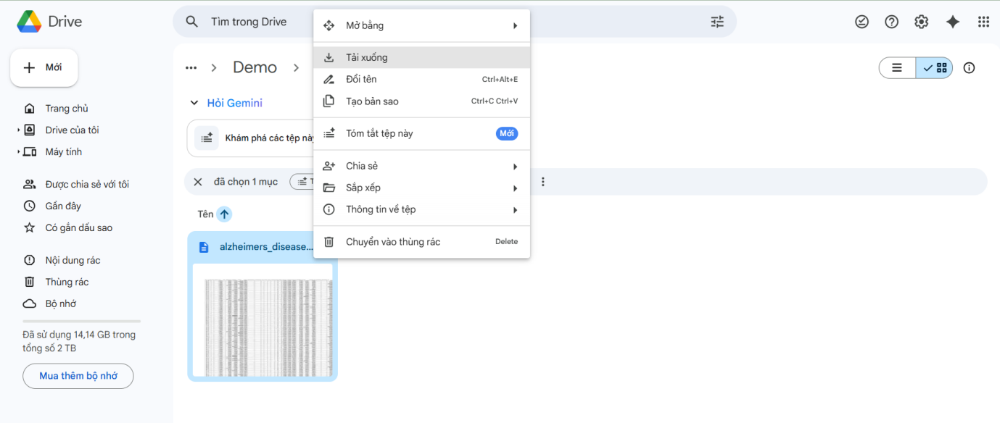 Drive
Tìm trong Drive
Mới
Trang chủ
Drive của tôi
Máy tính
Được chia sẻ với tôi
Gần đây
Có gắn dấu sao
Nội dung rác
Thùng rác
Bộ nhớ
Đã sử dụng 14,14 GB trong
tổng số 2 TB
Mua thêm bộ nhớ
Demo
Hỏi Gemini
Khám phá các tệp này
đã chọn 1 mục
Tên
alzheimers_disease...
Mở bằng
Tải xuống
Đổi tên Ctrl+Alt+E
Tạo bản sao Ctrl+C Ctrl+V
Tóm tắt tệp này Mới
Chia sẻ
Sắp xếp
Thông tin về tệp
Chuyển vào thùng rác Delete